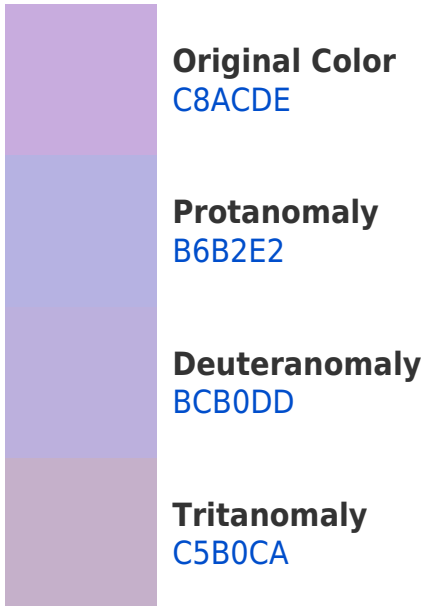 Original Color
C8ACDE
Protanomaly
B6B2E2
Deuteranomaly
BCB0DD
Tritanomaly
C5B0CA